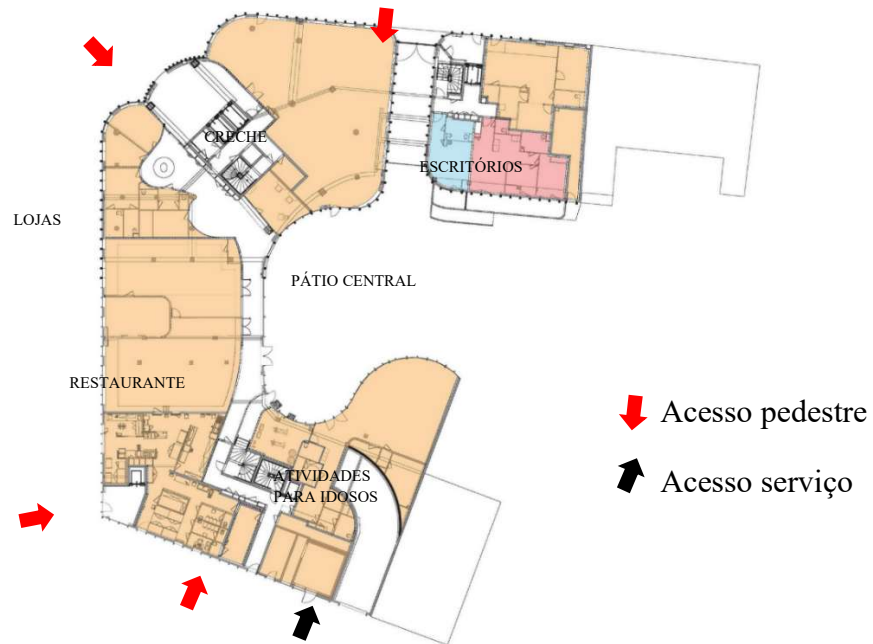 CRECHE
ESCRITÓRIOS
LOJAS
PÁTIO CENTRAL
RESTAURANTE
ATIVIDADES
PARA IDOSOS
Acesso pedestre
Acesso serviço